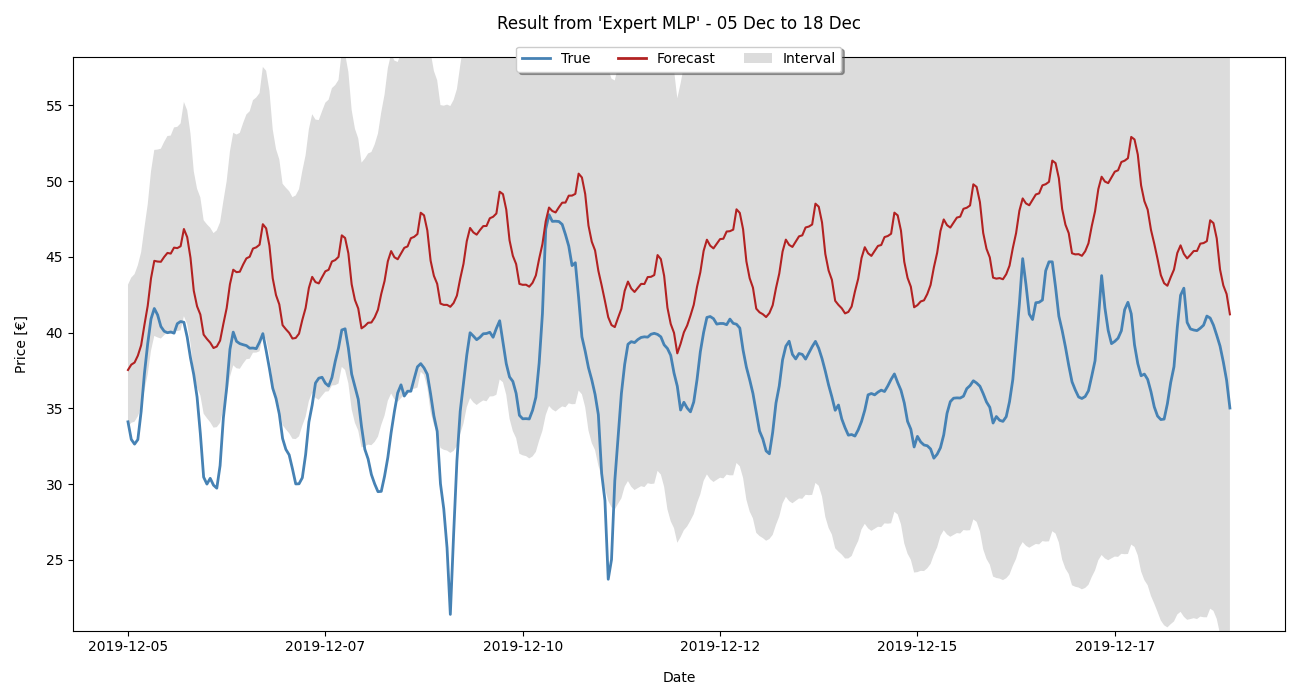 Result from 'Expert MLP' - 05 Dec to 18 Dec
True Forecast Interval
55
50
45
40
35
30
25
Price [€]
2019-12-05 2019-12-07 2019-12-10 2019-12-12 2019-12-15 2019-12-17
Date